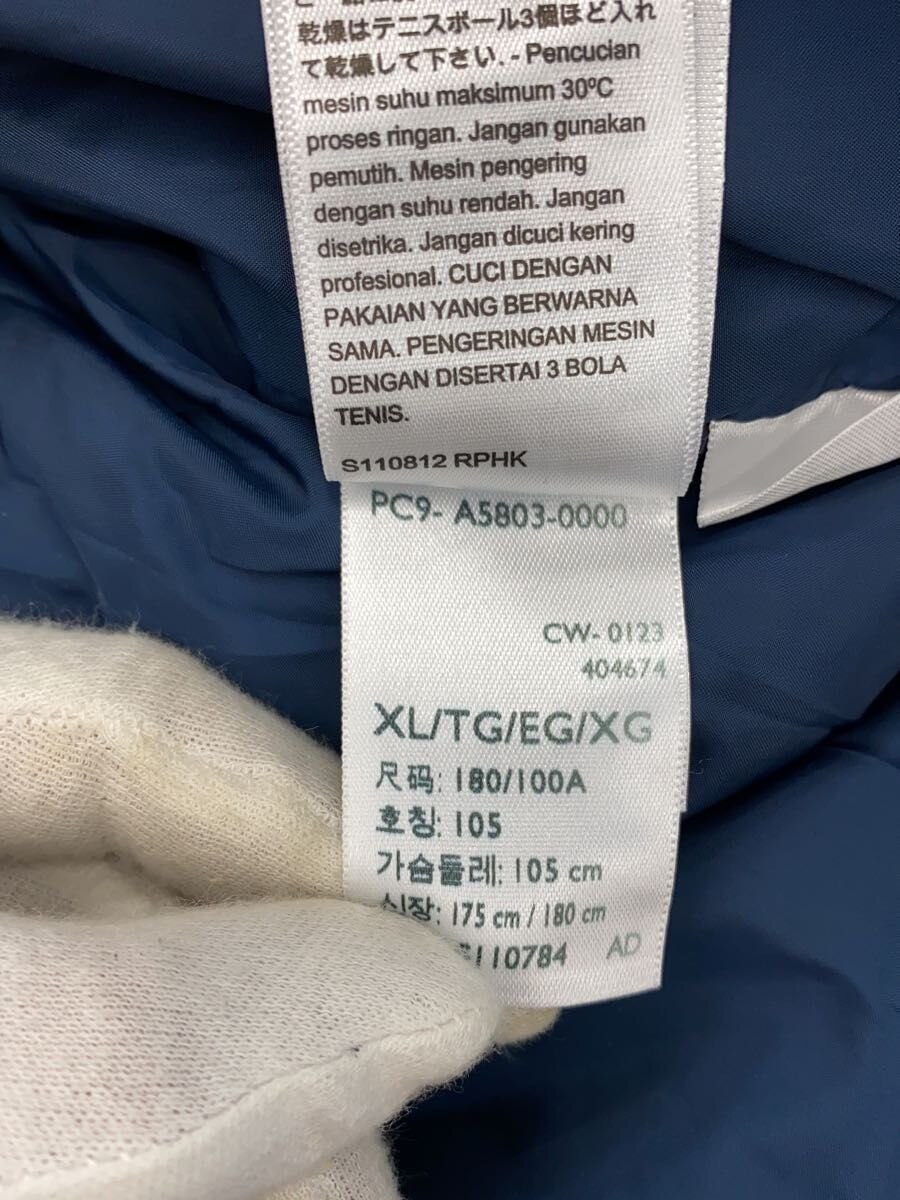 乾燥はテニスボール3個ほど入れ
て乾燥して下さい. - Pencucian
mesin suhu maksimum 30ºC
proses ringan. Jangan gunakan
pemutih. Mesin pengering
dengan suhu rendah. Jangan
disetrika. Jangan dicuci kering
profesional. CUCI DENGAN
PAKAIAN YANG BERWARNA
SAMA. PENGERINGAN MESIN
DENGAN DISERTAI 3 BOLA
TENIS.
S110812 RPHK
PC9- A5803-0000
CW- 0123
404674
XL/TG/EG/XG
尺码: 180/100A
호칭: 105
가슴둘레: 105 cm
신장: 175 cm / 180 cm
110784 AD